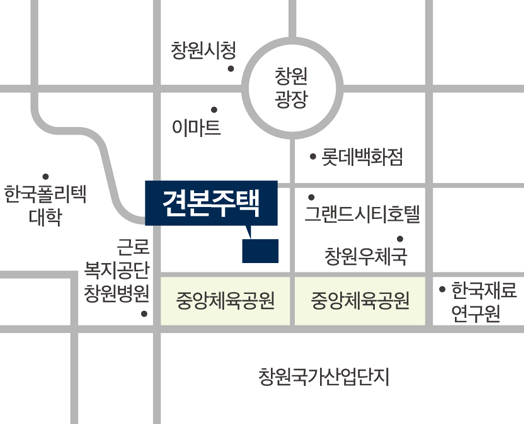 창원시청
창원
광장
이마트
롯데백화점
한국폴리텍
대학
견본주택
그랜드시티호텔
근로
복지공단
창원병원
창원우체국
중앙체육공원
중앙체육공원
한국재료
연구원
창원국가산업단지